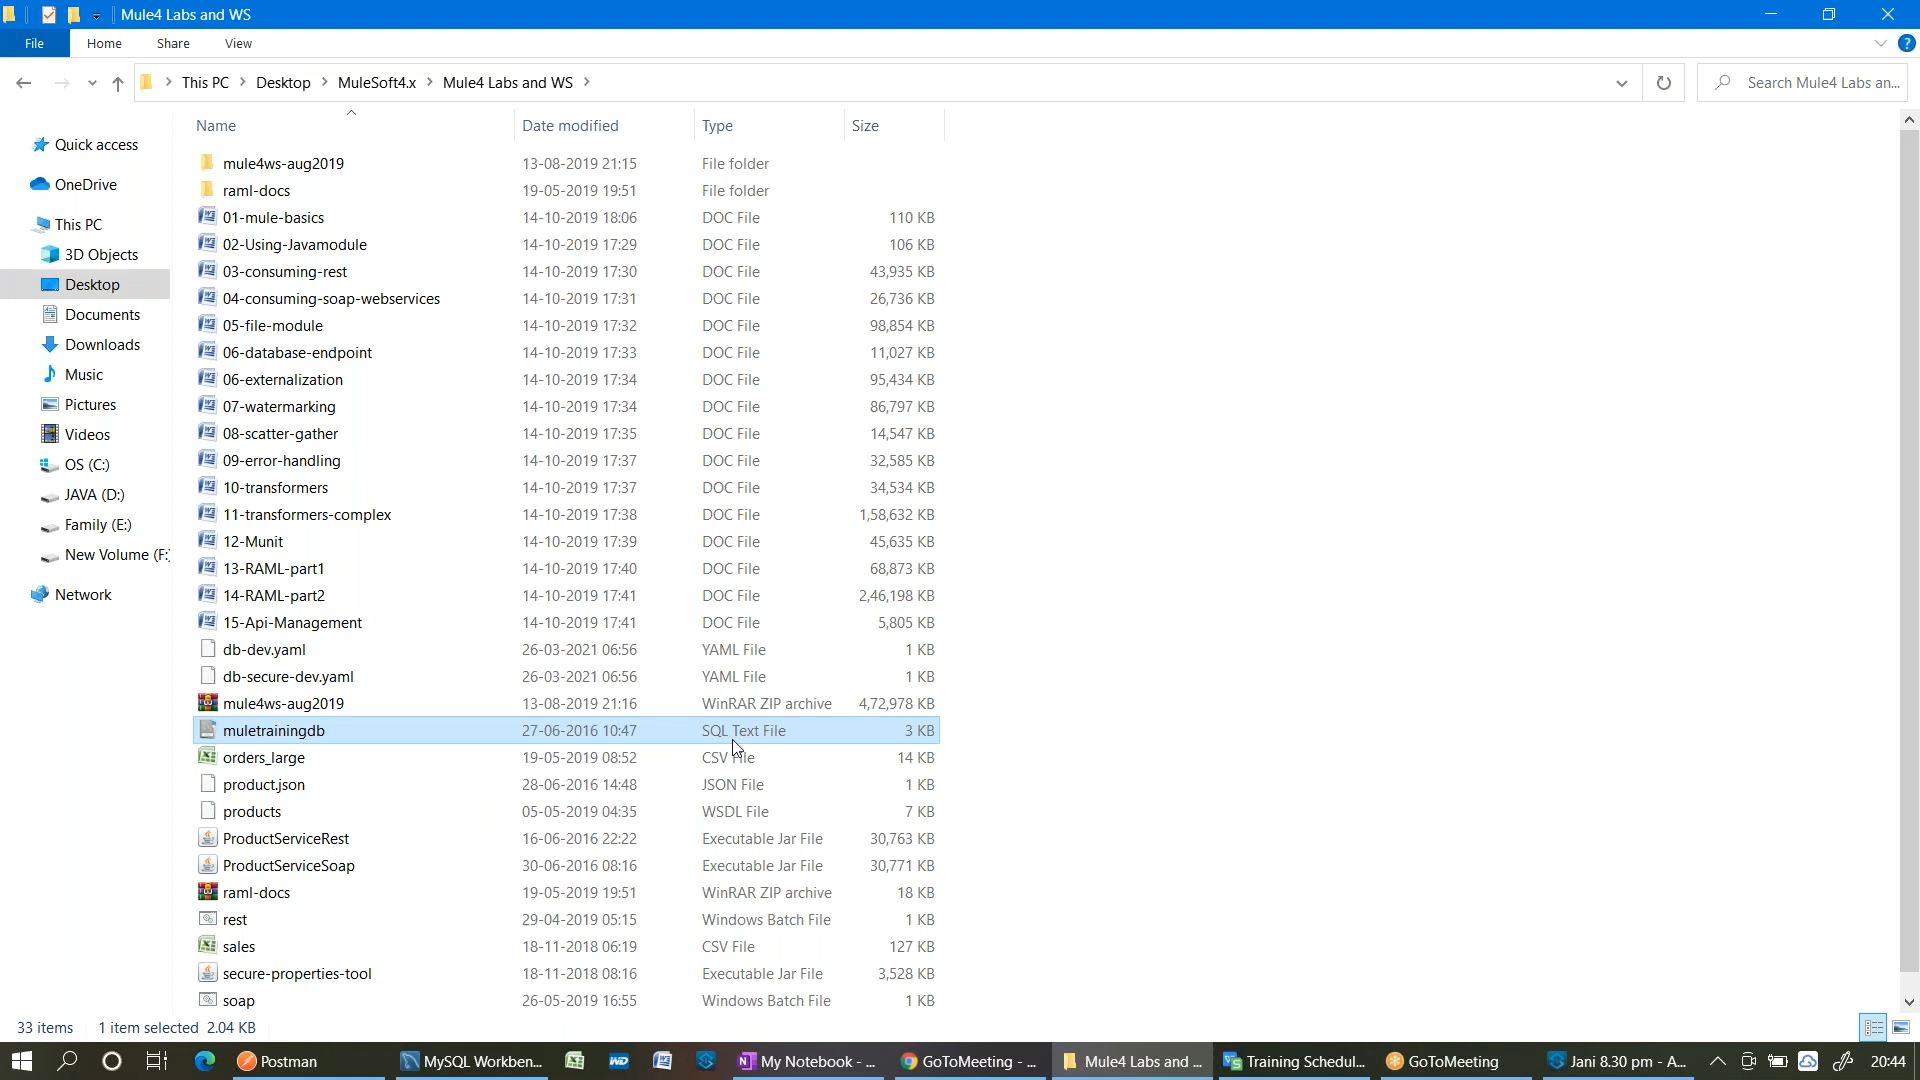 Mule4 Labs and WS
File Home Share View
This PC Desktop MuleSoft4.x Mule4 Labs and WS Search Mule4 Labs an...
Name Date modified Type Size
Quick access
OneDrive
This PC
3D Objects
Desktop
Documents
Downloads
Music
Pictures
Videos
OS (C:)
JAVA (D:)
Family (E:)
New Volume (F:)
Network
mule4ws-aug2019 13-08-2019 21:15 File folder
raml-docs 19-05-2019 19:51 File folder
01-mule-basics 14-10-2019 18:06 DOC File 110 KB
02-Using-Javamodule 14-10-2019 17:29 DOC File 106 KB
03-consuming-rest 14-10-2019 17:30 DOC File 43,935 KB
04-consuming-soap-webservices 14-10-2019 17:31 DOC File 26,736 KB
05-file-module 14-10-2019 17:32 DOC File 98,854 KB
06-database-endpoint 14-10-2019 17:33 DOC File 11,027 KB
06-externalization 14-10-2019 17:34 DOC File 95,434 KB
07-watermarking 14-10-2019 17:34 DOC File 86,797 KB
08-scatter-gather 14-10-2019 17:35 DOC File 14,547 KB
09-error-handling 14-10-2019 17:37 DOC File 32,585 KB
10-transformers 14-10-2019 17:37 DOC File 34,534 KB
11-transformers-complex 14-10-2019 17:38 DOC File 1,58,632 KB
12-Munit 14-10-2019 17:39 DOC File 45,635 KB
13-RAML-part1 14-10-2019 17:40 DOC File 68,873 KB
14-RAML-part2 14-10-2019 17:41 DOC File 2,46,198 KB
15-Api-Management 14-10-2019 17:41 DOC File 5,805 KB
db-dev.yaml 26-03-2021 06:56 YAML File 1 KB
db-secure-dev.yaml 26-03-2021 06:56 YAML File 1 KB
mule4ws-aug2019 13-08-2019 21:16 WinRAR ZIP archive 4,72,978 KB
muletrainingdb 27-06-2016 10:47 SQL Text File 3 KB
orders_large 19-05-2019 08:52 CSV File 14 KB
product.json 28-06-2016 14:48 JSON File 1 KB
products 05-05-2019 04:35 WSDL File 7 KB
ProductServiceRest 16-06-2016 22:22 Executable Jar File 30,763 KB
ProductServiceSoap 30-06-2016 08:16 Executable Jar File 30,771 KB
raml-docs 19-05-2019 19:51 WinRAR ZIP archive 18 KB
rest 29-04-2019 05:15 Windows Batch File 1 KB
sales 18-11-2018 06:19 CSV File 127 KB
secure-properties-tool 18-11-2018 08:16 Executable Jar File 3,528 KB
soap 26-05-2019 16:55 Windows Batch File 1 KB
33 items 1 item selected 2.04 KB
Postman MySQL Workben... My Notebook - ... GoToMeeting - ... Mule4 Labs and ... Training Schedul... GoToMeeting Jani 8.30 pm - A... 20:44